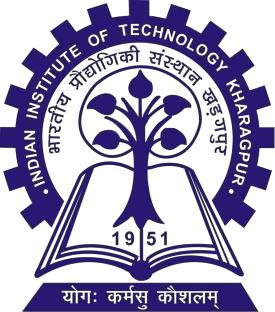 INDIAN INSTITUTE OF TECHNOLOGY KHARAGPUR
भारतीय प्रौद्योगिकी संस्थान खड़गपुर
1951
योगः कर्मसु कौशलम्